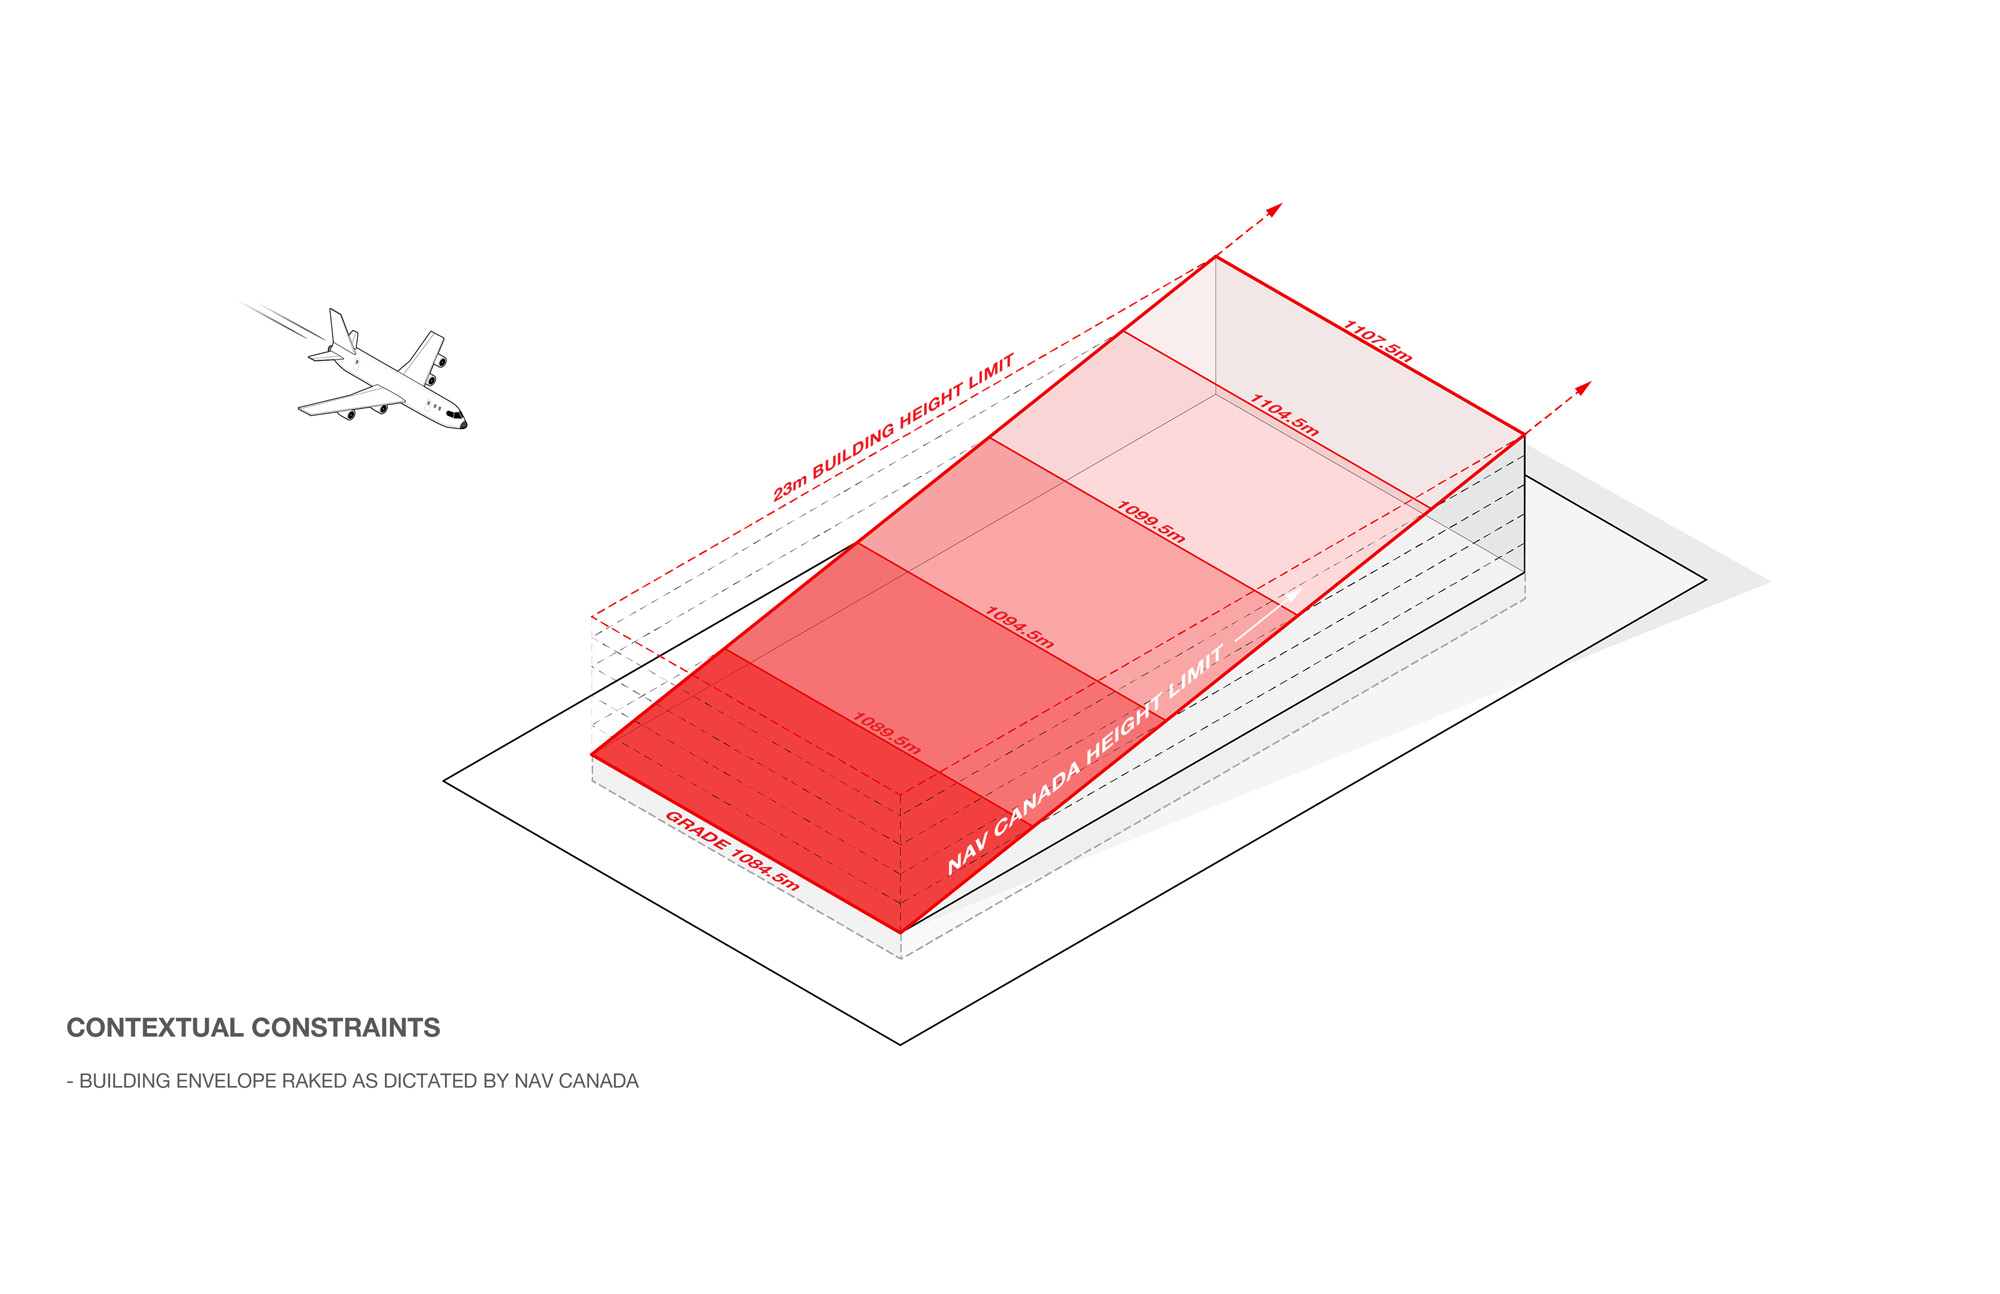 23m BUILDING HEIGHT LIMIT
1107.5m
1104.5m
1099.5m
1094.5m
1089.5m
NAV CANADA HEIGHT LIMIT
GRADE 1084.5m
CONTEXTUAL CONSTRAINTS
- BUILDING ENVELOPE RAKED AS DICTATED BY NAV CANADA